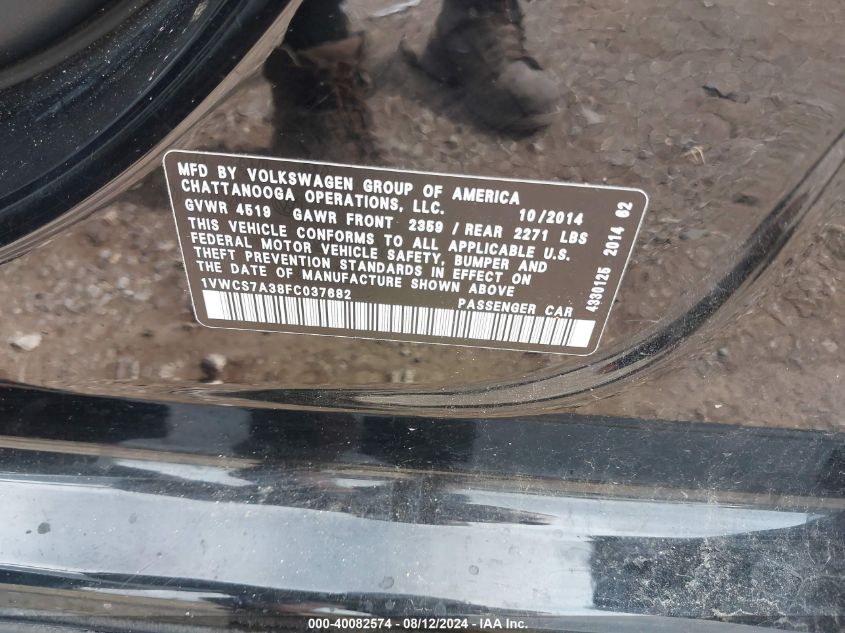 MFD BY VOLKSWAGEN GROUP OF AMERICA
CHATTANOOGA OPERATIONS, LLC. 10/2014
GVWR 4519 GAWR FRONT 2359 / REAR 2271 LBS
THIS VEHICLE CONFORMS TO ALL APPLICABLE U.S.
FEDERAL MOTOR VEHICLE SAFETY, BUMPER AND
THEFT PREVENTION STANDARDS IN EFFECT ON
THE DATE OF MANUFACTURE SHOWN ABOVE
1VWCS7A38FC037682 PASSENGER CAR
4330125 2014 62
000-40082574 - 08/12/2024 - IAA Inc.